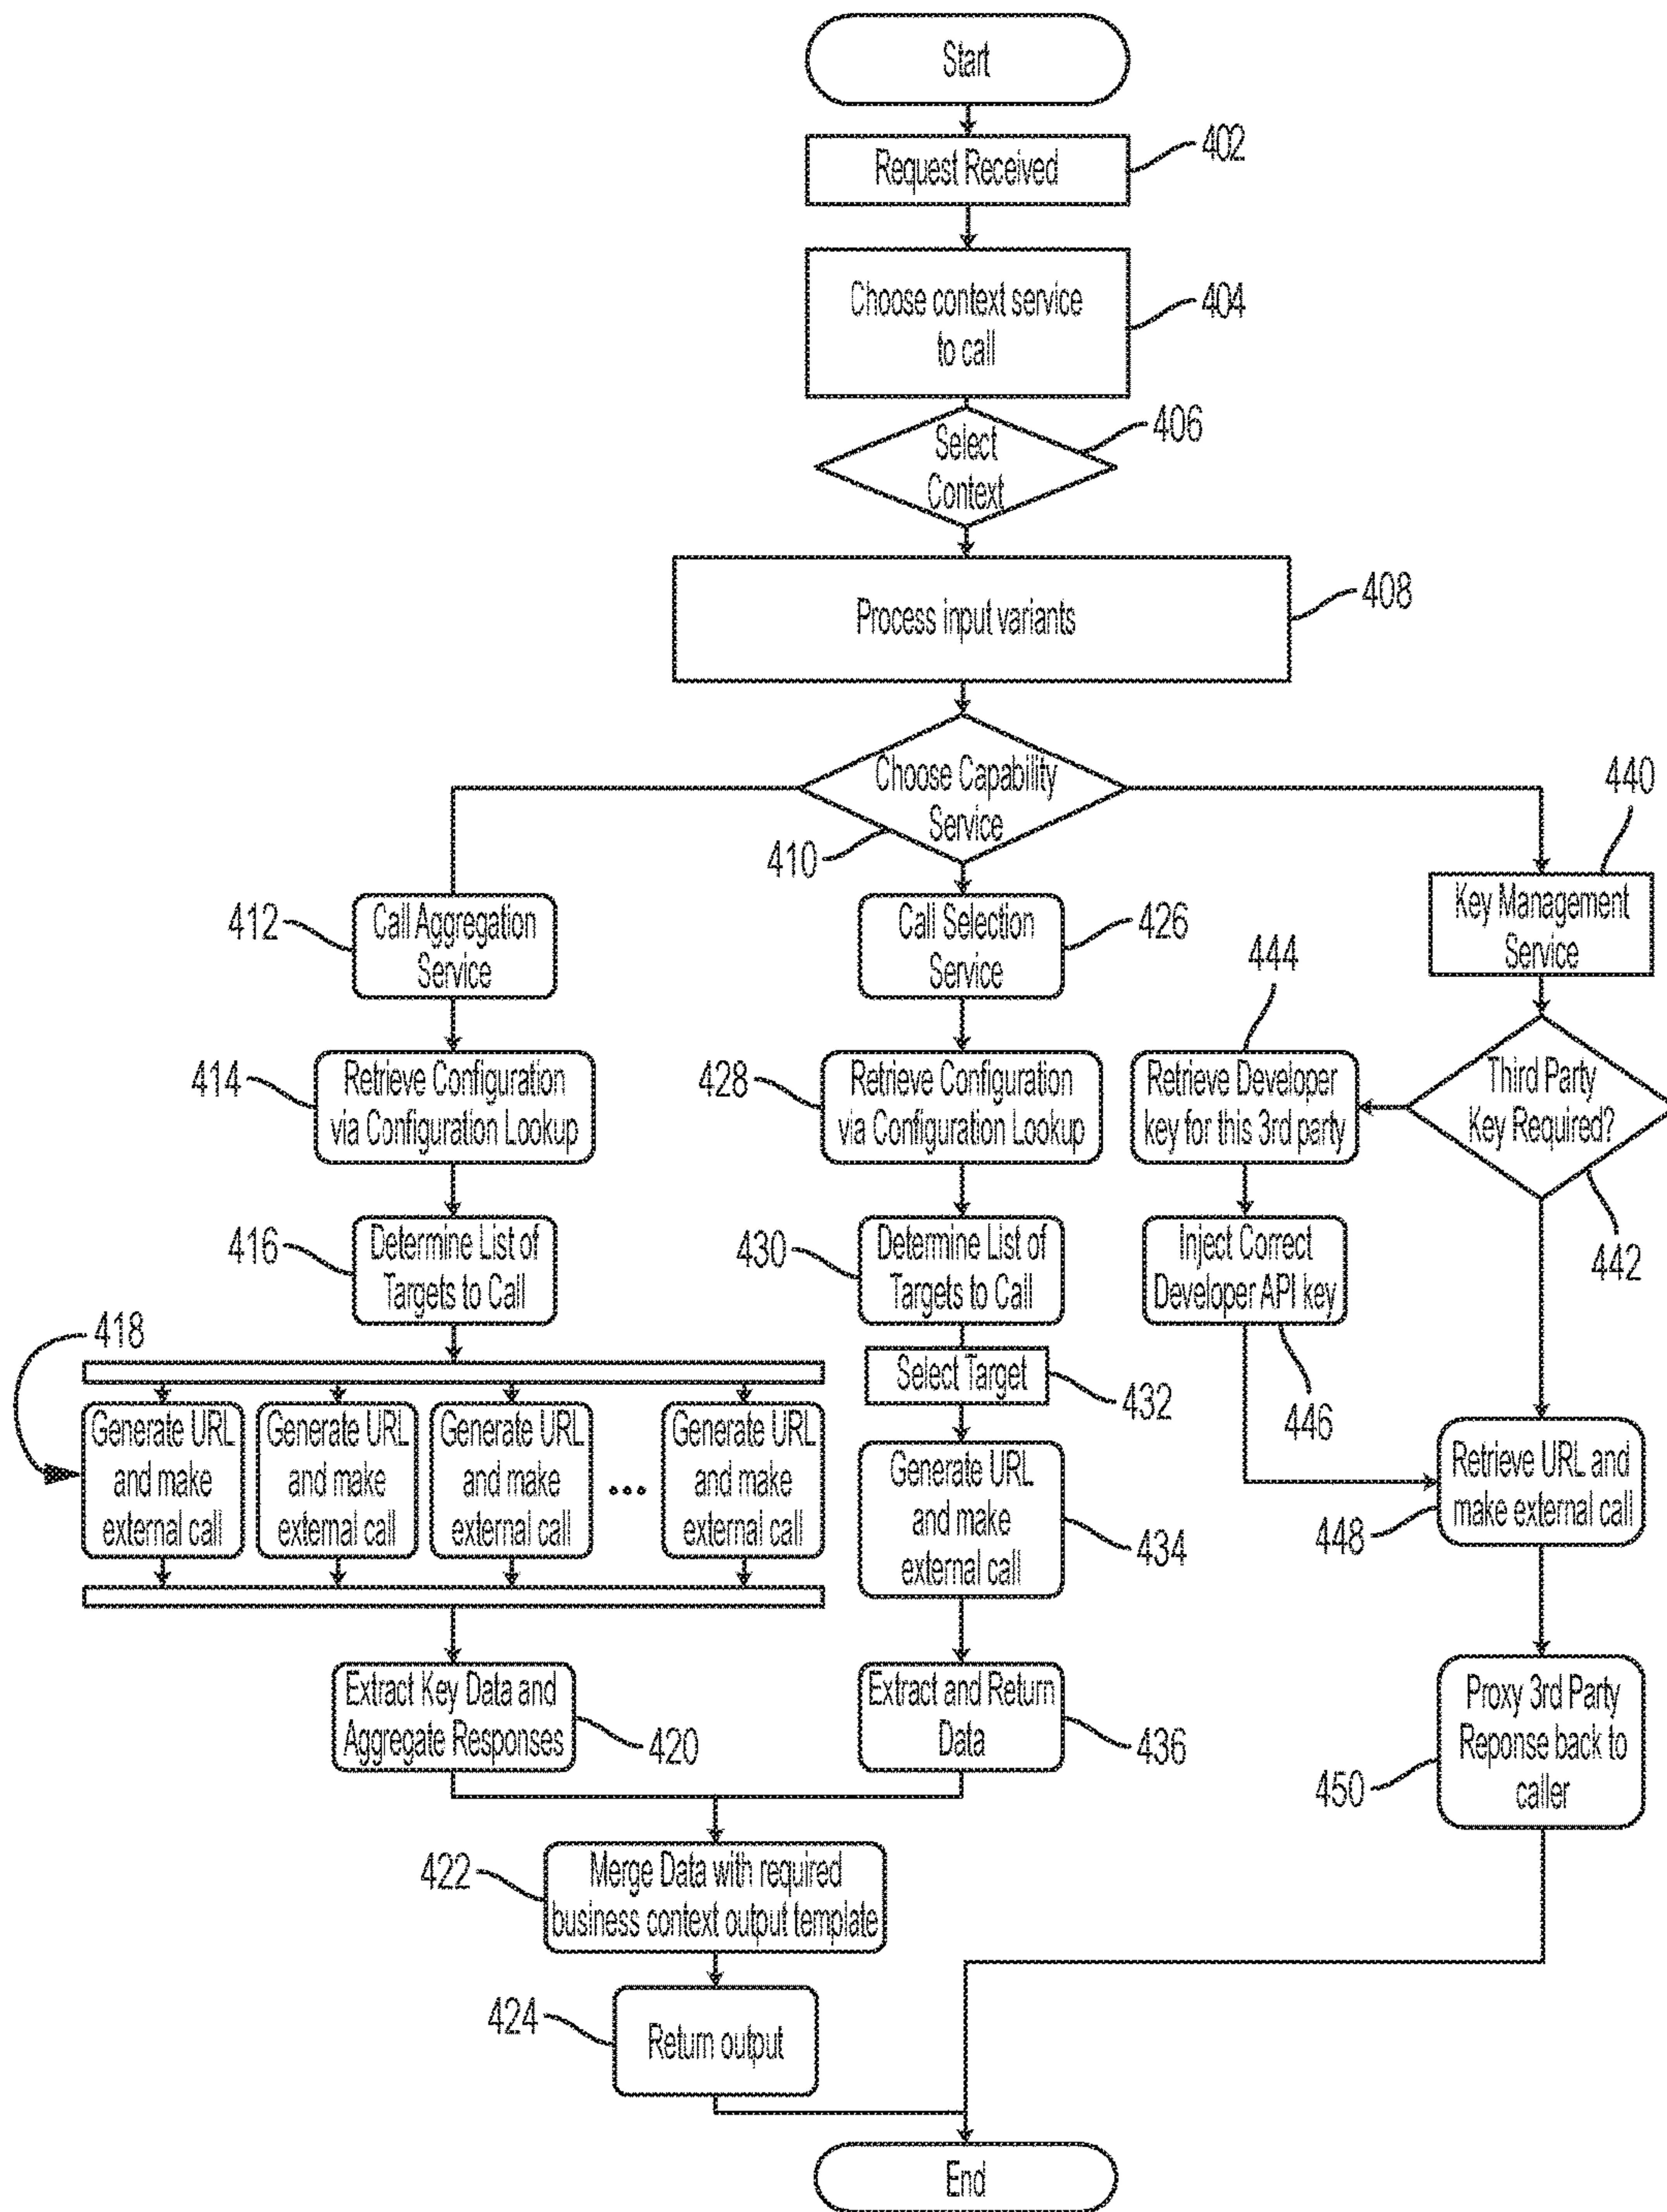 Start
Request Received
402
Choose context service
to call
404
Select
Context
406
Process input variants
408
Choose Capability
Service
410
440
412
Call Aggregation
Service
Call Selection
Service
426
Key Management
Service
444
414
Retrieve Configuration
via Configuration Lookup
428
Retrieve Configuration
via Configuration Lookup
Retrieve Developer
key for this 3rd party
Third Party
Key Required?
442
416
Determine List of
Targets to Call
430
Determine List of
Targets to Call
Inject Correct
Developer API key
446
418
Select Target
432
Generate URL
and make
external call
Generate URL
and make
external call
Generate URL
and make
external call
...
Generate URL
and make
external call
Generate URL
and make
external call
434
Retrieve URL and
make external call
448
Extract Key Data and
Aggregate Responses
420
Extract and Return
Data
436
Proxy 3rd Party
Reponse back to
caller
450
422
Merge Data with required
business context output template
424
Return output
End